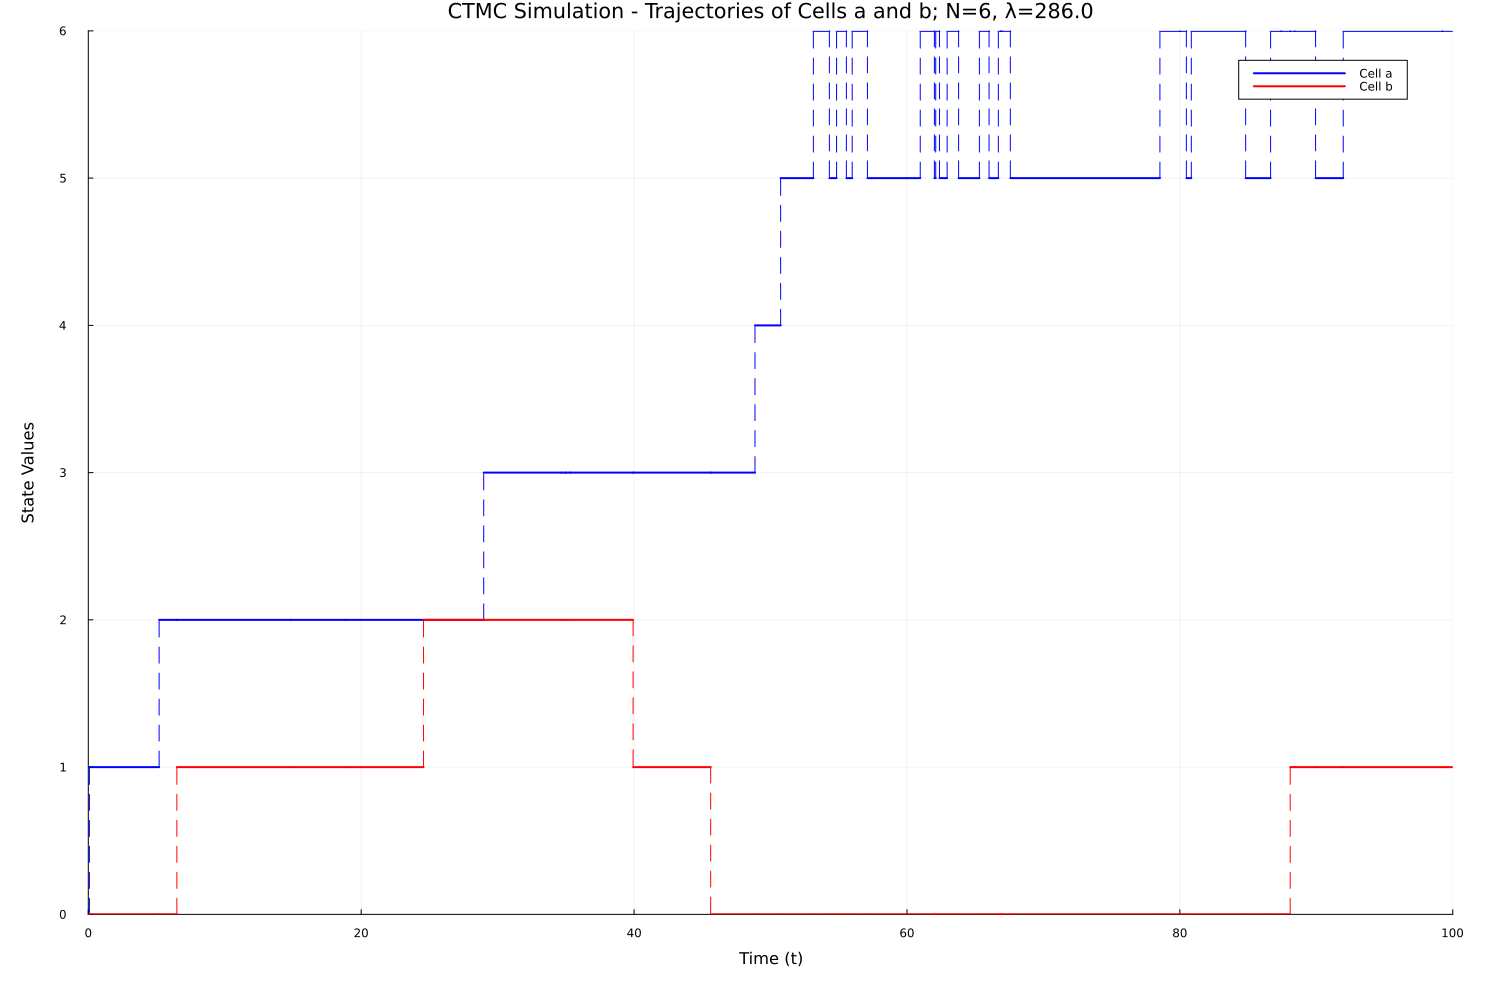 CTMC Simulation - Trajectories of Cells a and b; N=6, λ=286.0
6
Cell a
Cell b
5
4
State Values
3
2
1
0
0 20 40 60 80 100
Time (t)